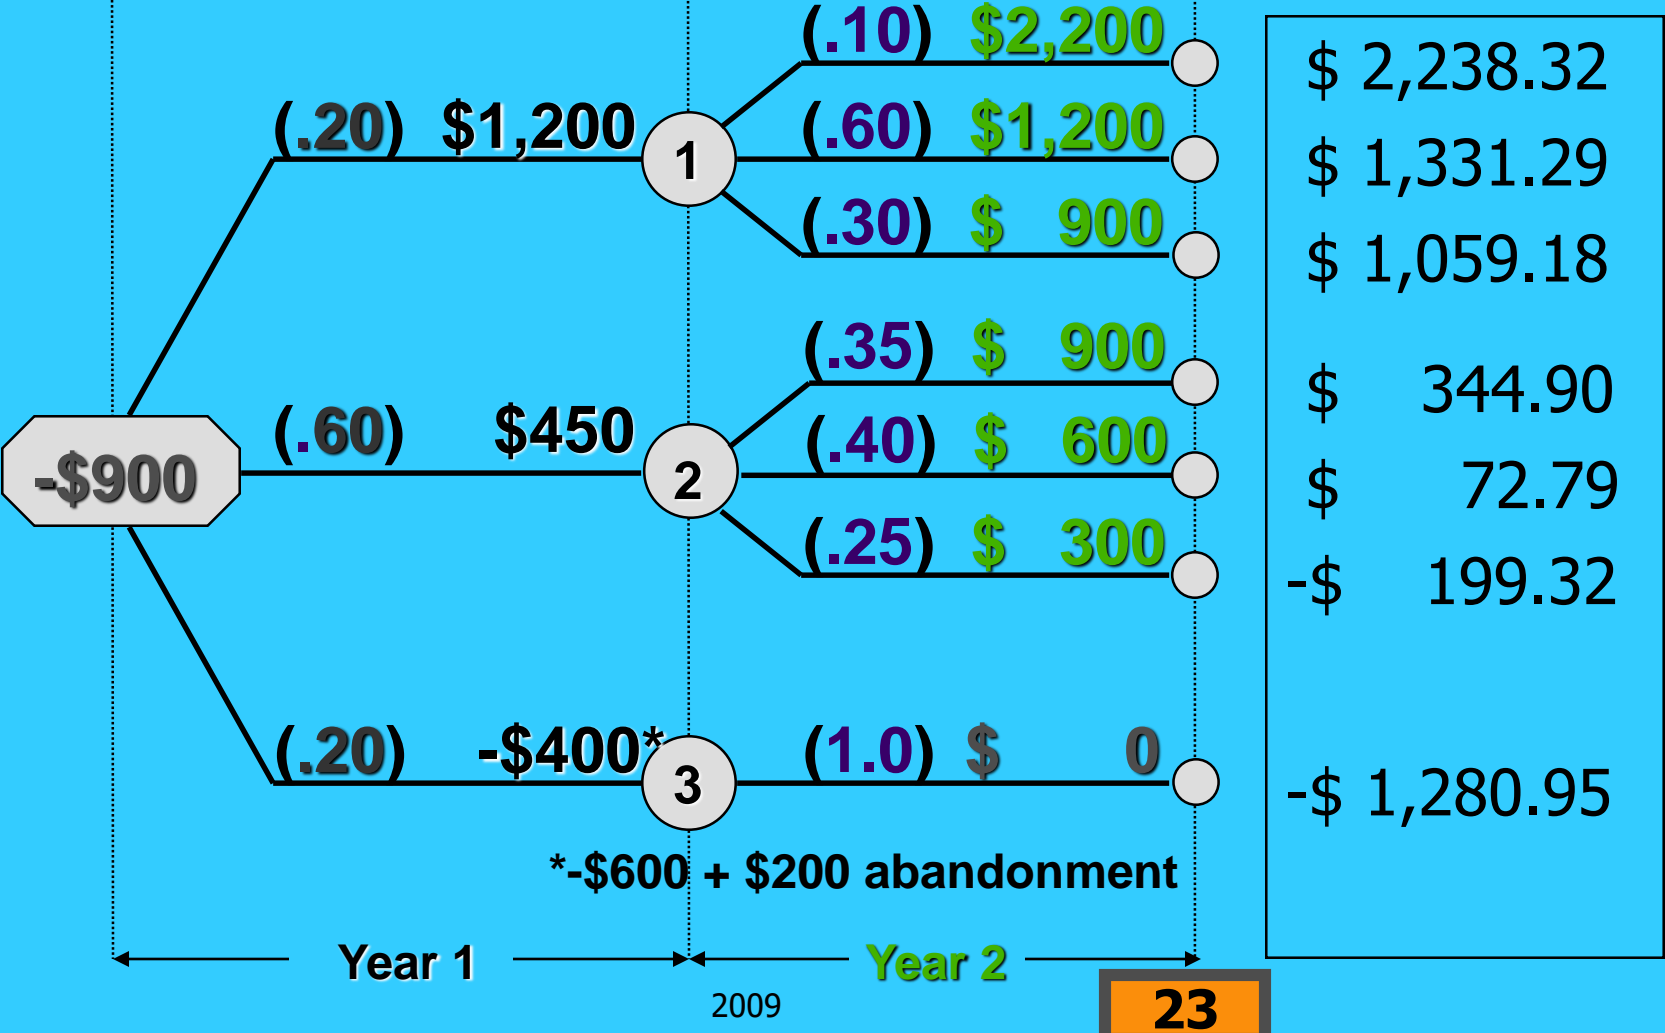 (.10) $2,200 $ 2,238.32
(.20) $1,200 1 (.60) $1,200 $ 1,331.29
(.30) $ 900 $ 1,059.18
(.35) $ 900 $ 344.90
-$900 (.60) $450 2 (.40) $ 600 $ 72.79
(.25) $ 300 -$ 199.32
(.20) -$400* 3 (1.0) $ 0 -$ 1,280.95
*-$600 + $200 abandonment
Year 1 Year 2
2009 23